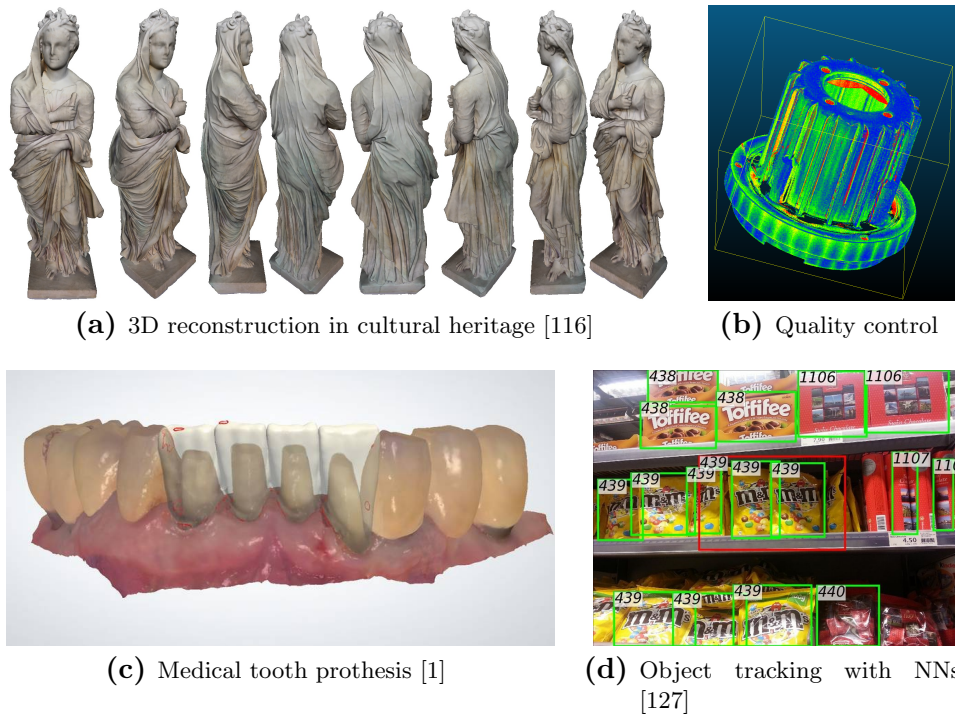 (a) 3D reconstruction in cultural heritage [116]
(b) Quality control
438
1106
1106
438
438
Toffifee
Toffifee
439
439
439
439
439
439
1107
m&m's
m&m's
m&m's
4.50
439
439
439
440
m&m's
m&m's
m&m's
(c) Medical tooth prothesis [1]
(d) Object tracking with NNs
[127]